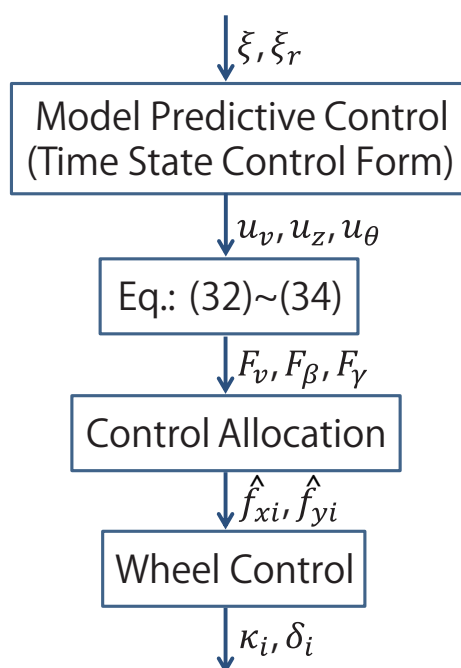 ξ, ξ_r
Model Predictive Control
(Time State Control Form)
u_v, u_z, u_θ
Eq.: (32)~(34)
F_v, F_β, F_γ
Control Allocation
f̂_xi, f̂_yi
Wheel Control
κ_i, δ_i